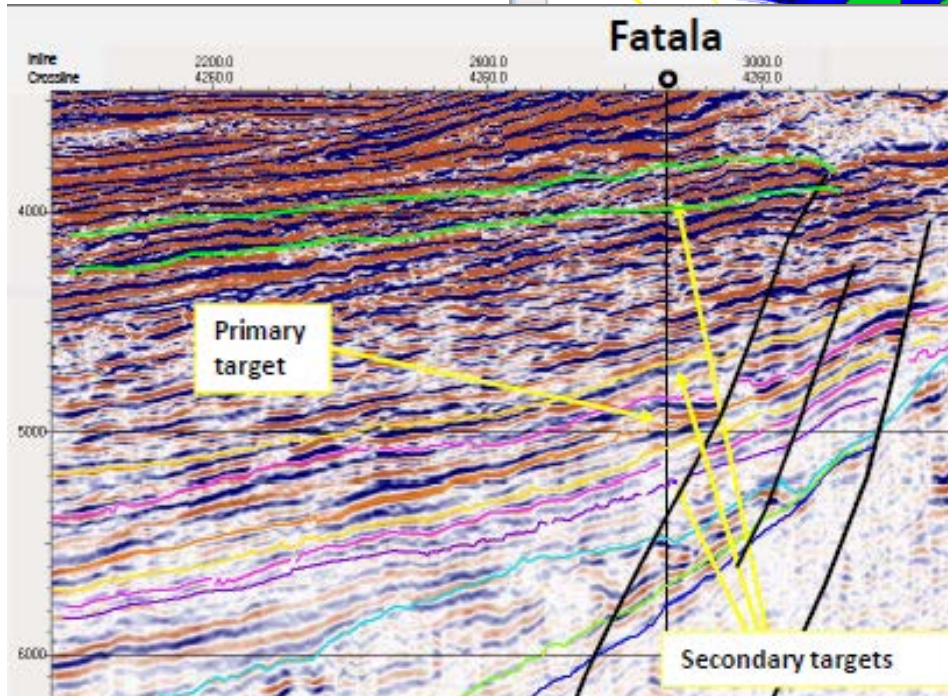 Fatala
Inline 2200.0 2600.0 3000.0
Crossline 4260.0 4260.0 4260.0
4000
Primary
target
5000
6000
Secondary targets